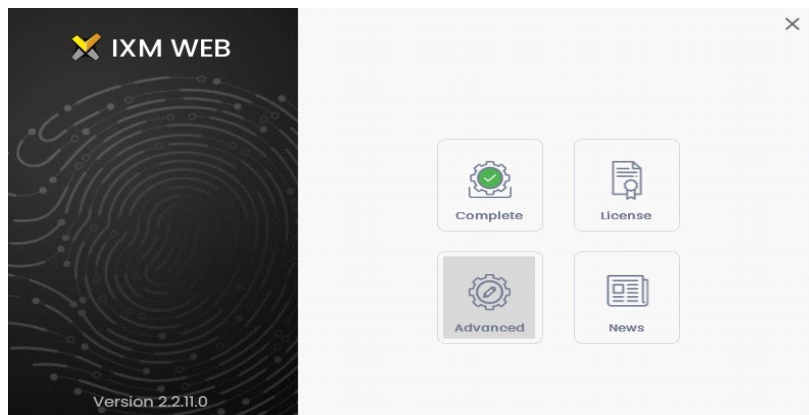 IXM WEB
Complete
License
Advanced
News
Version 2.2.11.0